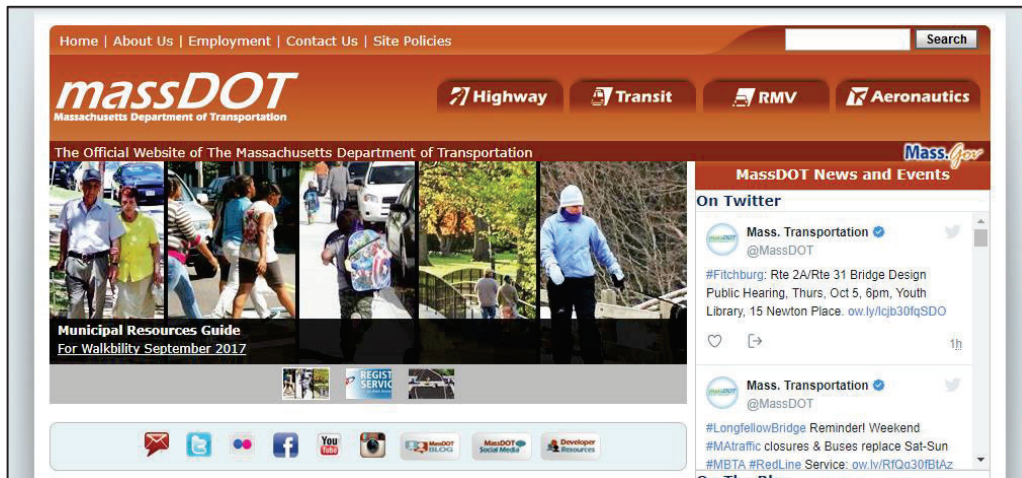 Home | About Us | Employment | Contact Us | Site Policies
Search
massDOT
Massachusetts Department of Transportation
Highway
Transit
RMV
Aeronautics
The Official Website of The Massachusetts Department of Transportation
Mass.Gov
MassDOT News and Events
On Twitter
Mass. Transportation
@MassDOT
#Fitchburg: Rte 2A/Rte 31 Bridge Design
Public Hearing, Thurs, Oct 5, 6pm, Youth
Library, 15 Newton Place. ow.ly/Icjb30fqSDO
1h
Mass. Transportation
@MassDOT
#LongfellowBridge Reminder! Weekend
#MAtraffic closures & Buses replace Sat-Sun
#MBTA #RedLine Service: ow.ly/RfQq30fBtAz
Municipal Resources Guide
For Walkbility September 2017
REGIST
SERVIC
You
Tube
MassDOT
BLOG
MassDOT
Social Media
Developer
Resources